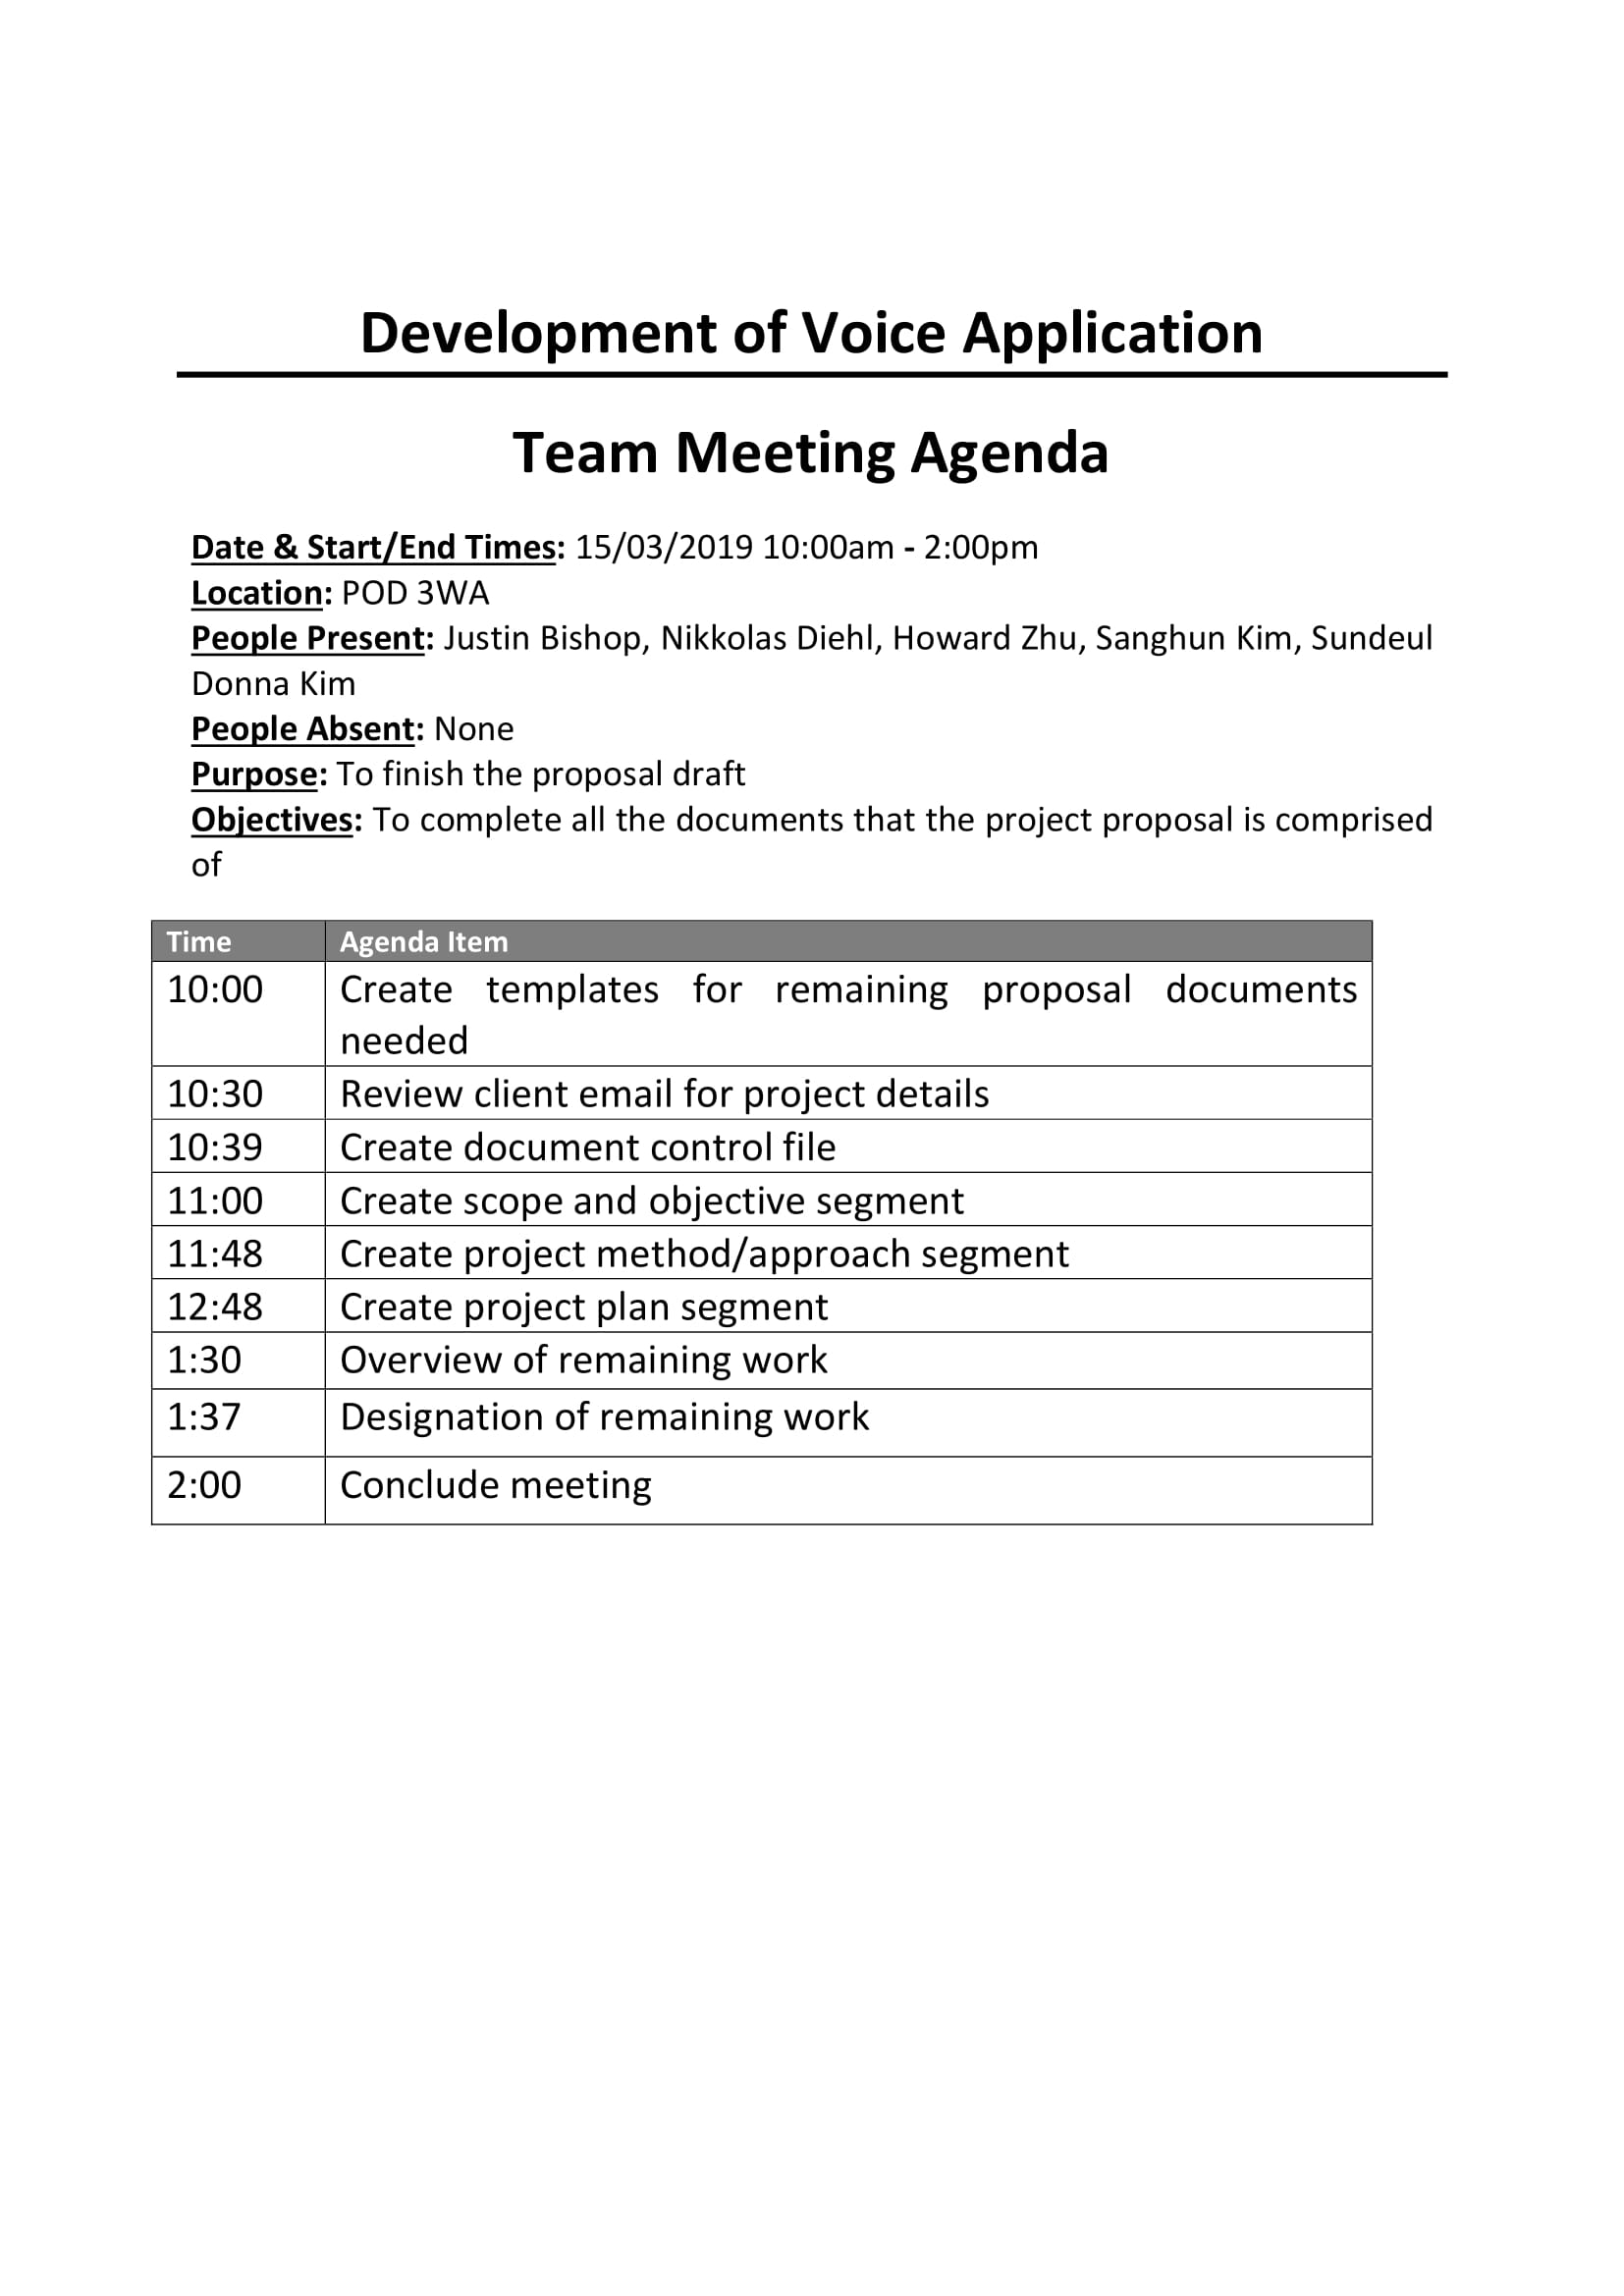 Development of Voice Application
Team Meeting Agenda
Date & Start/End Times: 15/03/2019 10:00am - 2:00pm
Location: POD 3WA
People Present: Justin Bishop, Nikkolas Diehl, Howard Zhu, Sanghun Kim, Sundeul
Donna Kim
People Absent: None
Purpose: To finish the proposal draft
Objectives: To complete all the documents that the project proposal is comprised
of
Time Agenda Item
10:00 Create templates for remaining proposal documents
needed
10:30 Review client email for project details
10:39 Create document control file
11:00 Create scope and objective segment
11:48 Create project method/approach segment
12:48 Create project plan segment
1:30 Overview of remaining work
1:37 Designation of remaining work
2:00 Conclude meeting